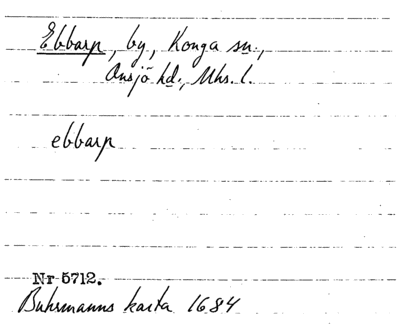 Ebbarp, by, Konga sn.,
Onsjö hd., Mhs. l.
ebbarp
Nr 5712.
Buhrmanns karta 1684